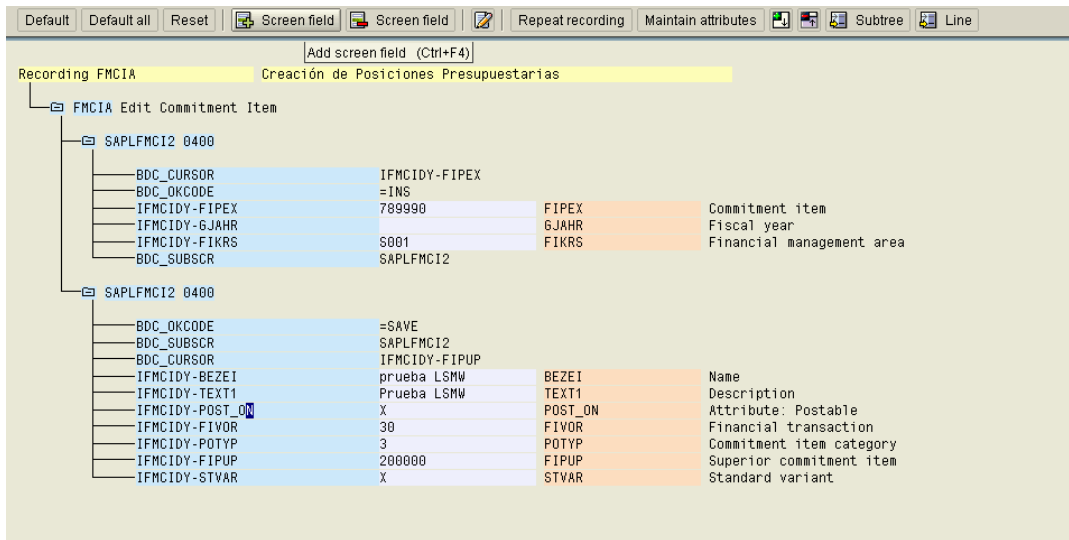 Default Default all Reset Screen field Screen field Repeat recording Maintain attributes Subtree Line
Add screen field (Ctrl+F4)
Recording FMCIA Creación de Posiciones Presupuestarias
FMCIA Edit Commitment Item
SAPLFMCI2 0400
BDC_CURSOR IFMCIDY-FIPEX
BDC_OKCODE =INS
IFMCIDY-FIPEX 789990 FIPEX Commitment item
IFMCIDY-GJAHR GJAHR Fiscal year
IFMCIDY-FIKRS S001 FIKRS Financial management area
BDC_SUBSCR SAPLFMCI2
SAPLFMCI2 0400
BDC_OKCODE =SAVE
BDC_SUBSCR SAPLFMCI2
BDC_CURSOR IFMCIDY-FIPUP
IFMCIDY-BEZEI prueba LSMW BEZEI Name
IFMCIDY-TEXT1 Prueba LSMW TEXT1 Description
IFMCIDY-POST_ON X POST_ON Attribute: Postable
IFMCIDY-FIVOR 30 FIVOR Financial transaction
IFMCIDY-POTYP 3 POTYP Commitment item category
IFMCIDY-FIPUP 200000 FIPUP Superior commitment item
IFMCIDY-STVAR X STVAR Standard variant